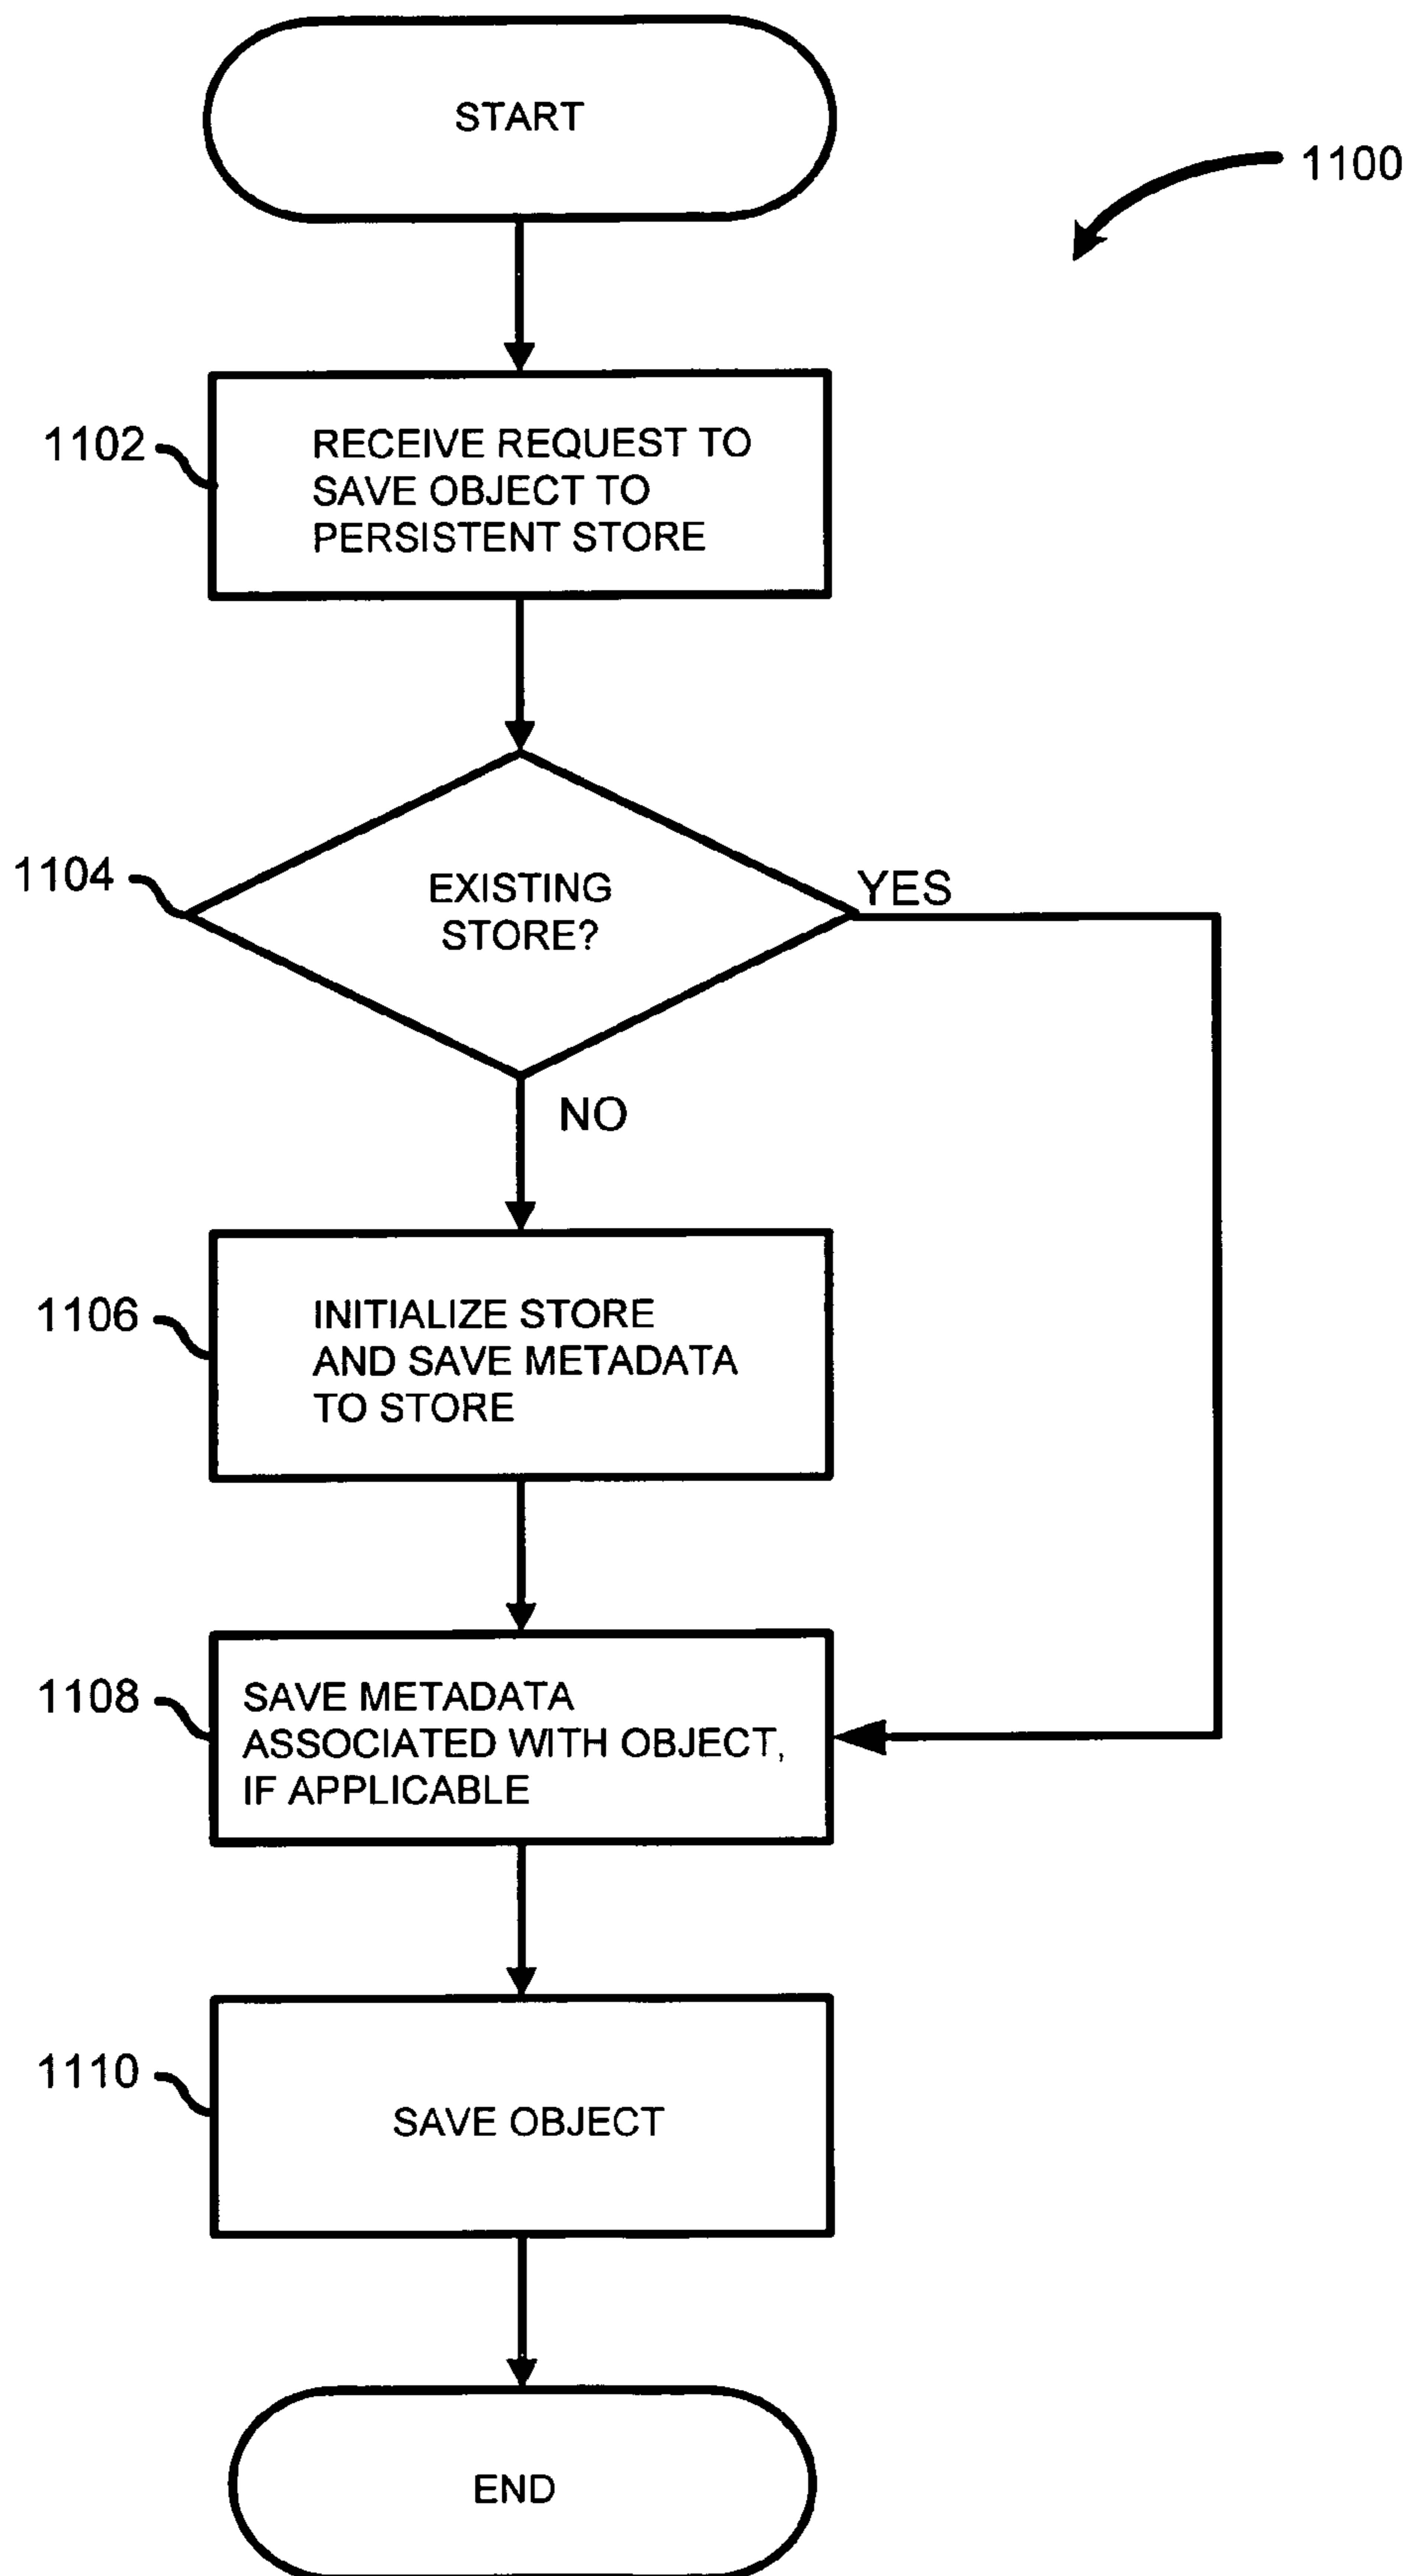 START
1100
1102
RECEIVE REQUEST TO
SAVE OBJECT TO
PERSISTENT STORE
1104
EXISTING
STORE?
YES
NO
1106
INITIALIZE STORE
AND SAVE METADATA
TO STORE
1108
SAVE METADATA
ASSOCIATED WITH OBJECT,
IF APPLICABLE
1110
SAVE OBJECT
END